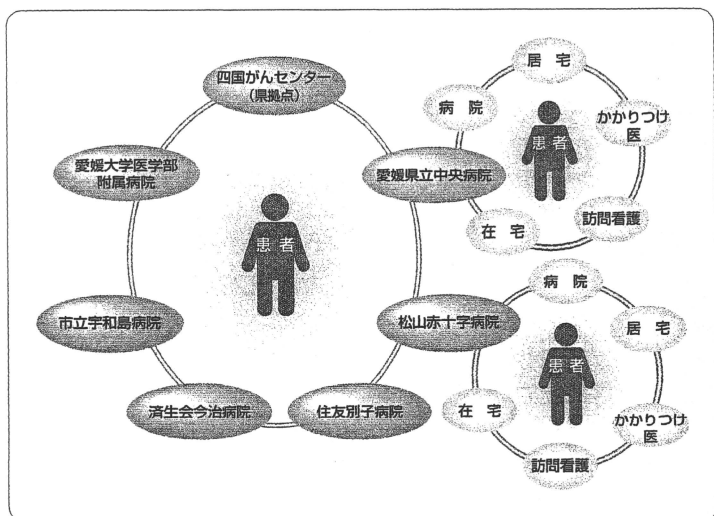 四国がんセンター
(県拠点)
愛媛大学医学部
附属病院
愛媛県立中央病院
患者
市立宇和島病院
松山赤十字病院
済生会今治病院
住友別子病院
居宅
病院
かかりつけ
医
患者
在宅
訪問看護
病院
居宅
患者
在宅
かかりつけ
医
訪問看護